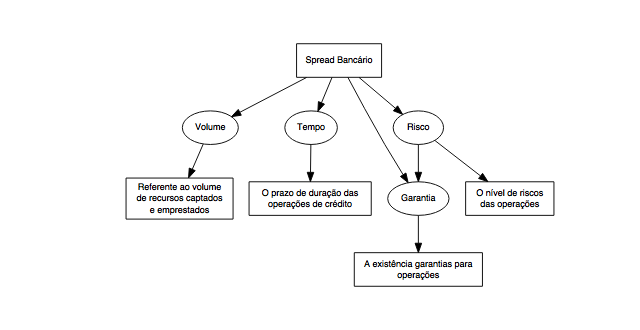 Spread Bancário
Volume
Tempo
Risco
Referente ao volume
de recursos captados
e emprestados
O prazo de duração das
operações de crédito
Garantia
O nível de riscos
das operações
A existência garantias para
operações